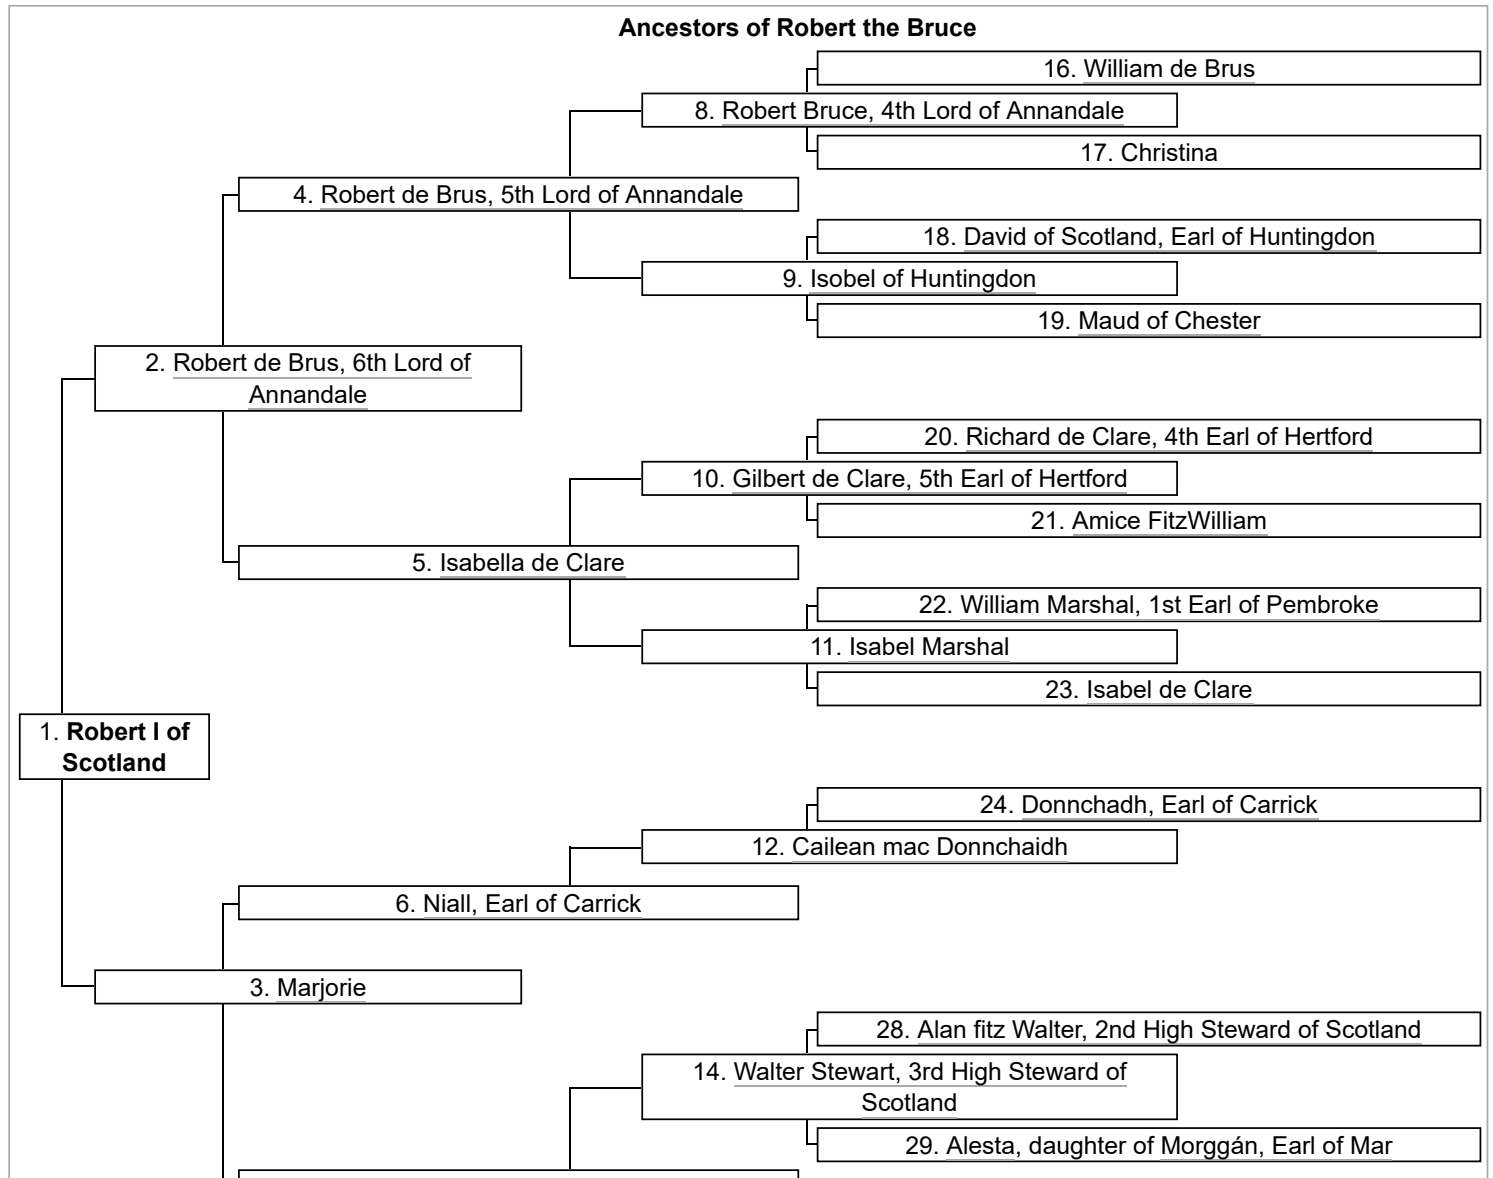 Ancestors of Robert the Bruce
16. William de Brus
8. Robert Bruce, 4th Lord of Annandale
17. Christina
4. Robert de Brus, 5th Lord of Annandale
18. David of Scotland, Earl of Huntingdon
9. Isobel of Huntingdon
19. Maud of Chester
2. Robert de Brus, 6th Lord of
Annandale
20. Richard de Clare, 4th Earl of Hertford
10. Gilbert de Clare, 5th Earl of Hertford
21. Amice FitzWilliam
5. Isabella de Clare
22. William Marshal, 1st Earl of Pembroke
11. Isabel Marshal
23. Isabel de Clare
1. Robert I of
Scotland
24. Donnchadh, Earl of Carrick
12. Cailean mac Donnchaidh
6. Niall, Earl of Carrick
3. Marjorie
28. Alan fitz Walter, 2nd High Steward of Scotland
14. Walter Stewart, 3rd High Steward of
Scotland
29. Alesta, daughter of Morggán, Earl of Mar